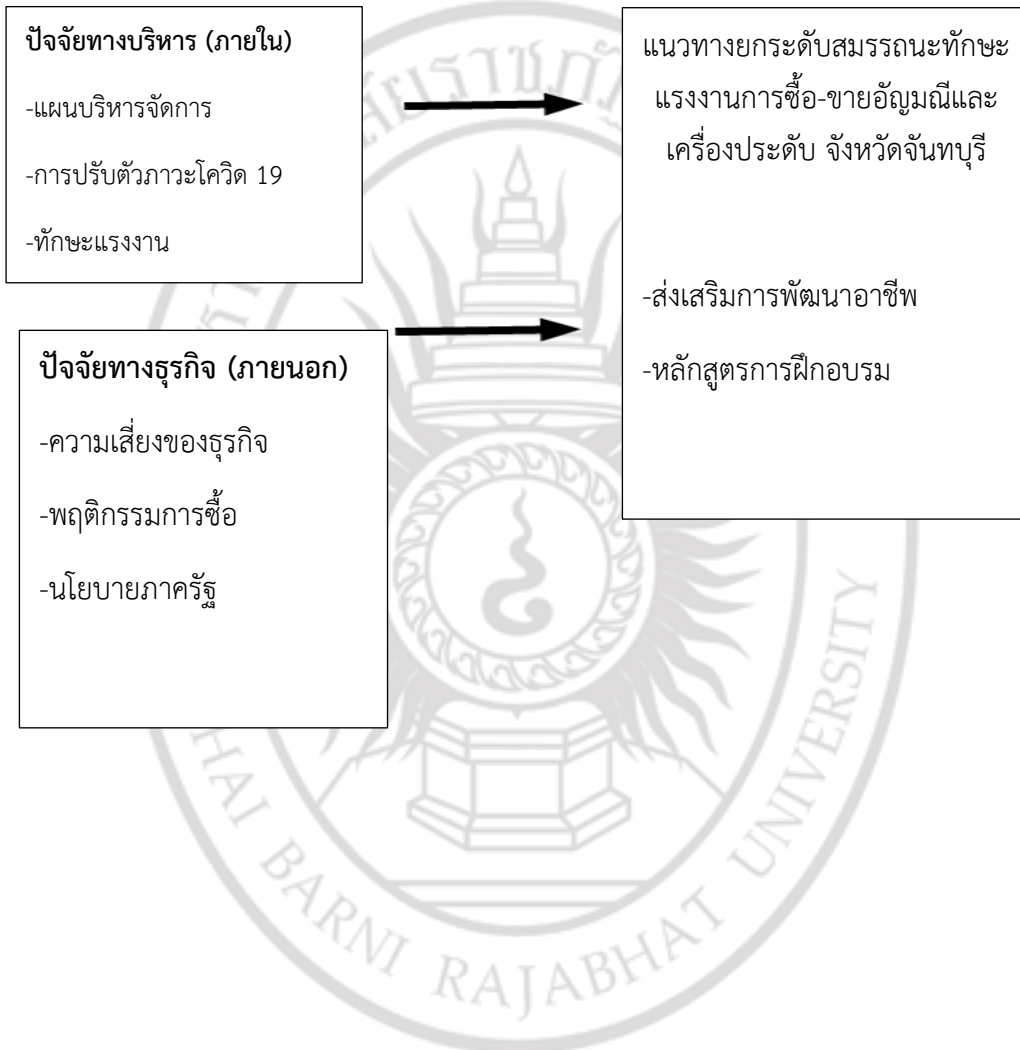 ปัจจัยทางบริหาร (ภายใน)
-แผนบริหารจัดการ
-การปรับตัวภาวะโควิด 19
-ทักษะแรงงาน
ปัจจัยทางธุรกิจ (ภายนอก)
-ความเสี่ยงของธุรกิจ
-พฤติกรรมการซื้อ
-นโยบายภาครัฐ
แนวทางยกระดับสมรรถนะทักษะ
แรงงานการซื้อ-ขายอัญมณีและ
เครื่องประดับ จังหวัดจันทบุรี
-ส่งเสริมการพัฒนาอาชีพ
-หลักสูตรการฝึกอบรม
HAI BARNI RAJABHAT UNIVERSITY